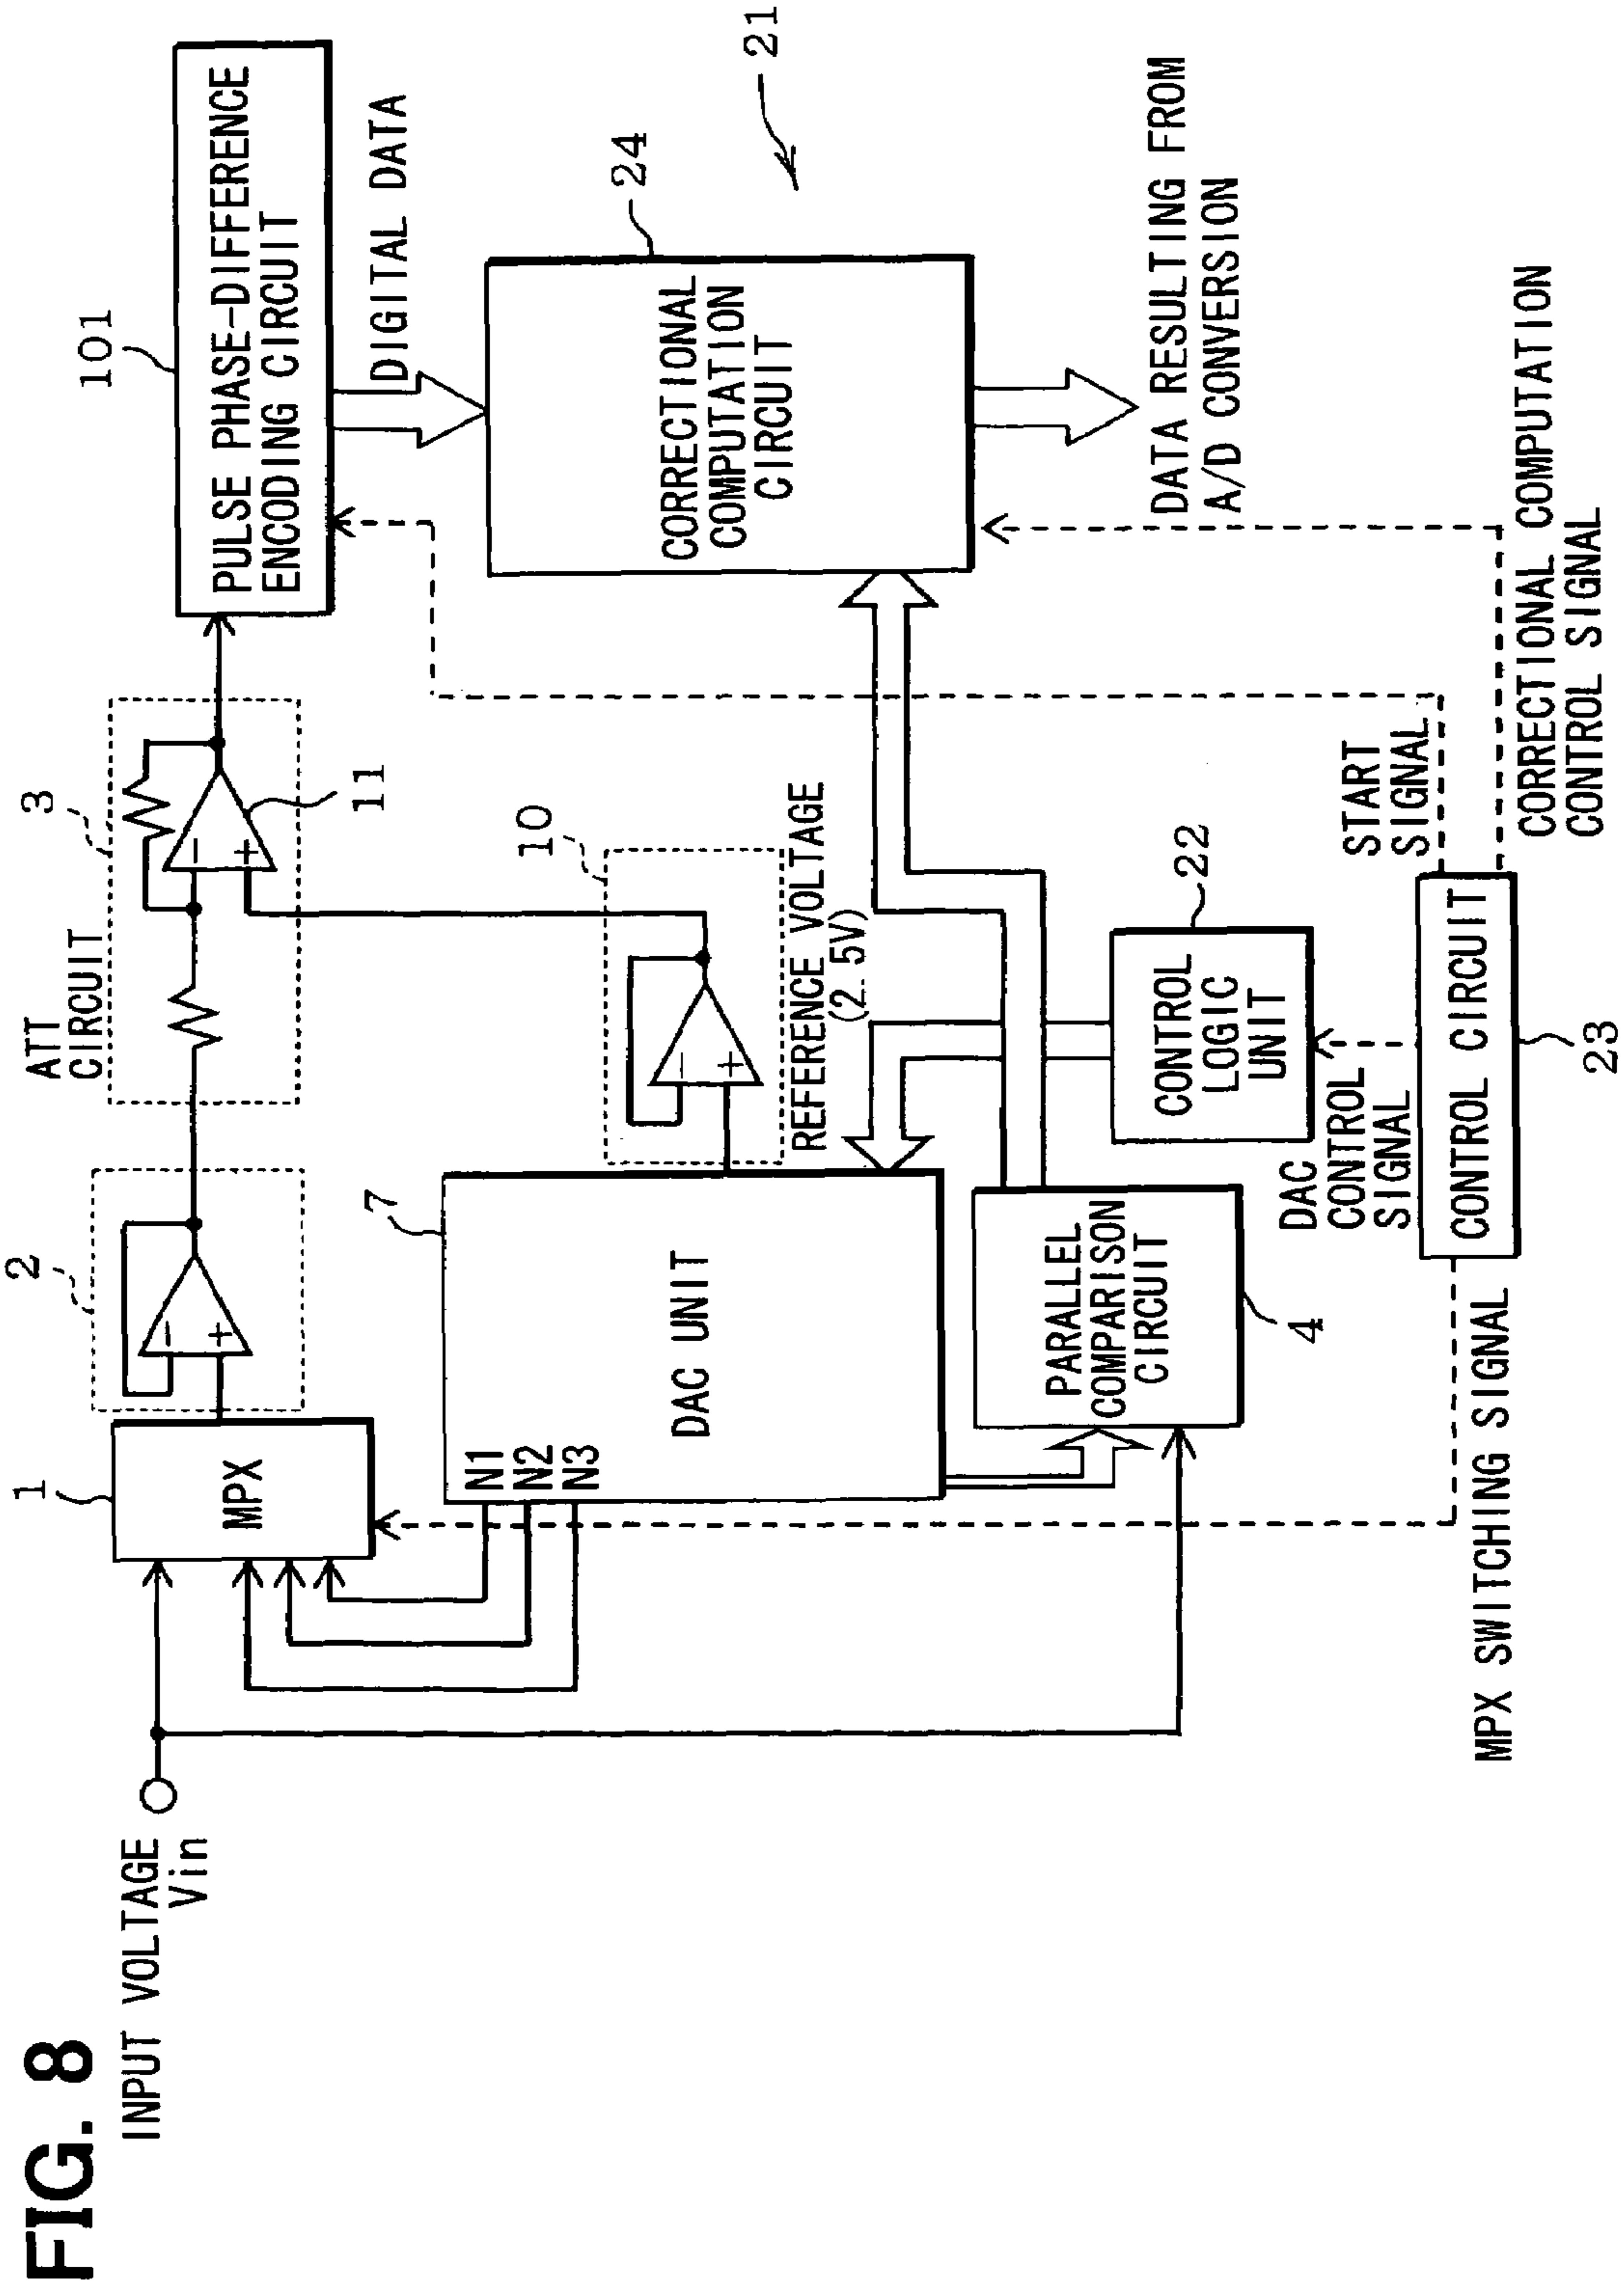 FIG. 8
INPUT VOLTAGE
Vin
1
MPX
2
ATT
CIRCUIT
3
−
+
−
+
11
101
PULSE PHASE-DIFFERENCE
ENCODING CIRCUIT
DIGITAL DATA
N1
N2
N3
7
DAC UNIT
10
−
+
REFERENCE VOLTAGE
(2. 5V)
24
CORRECTIONAL
COMPUTATION
CIRCUIT
21
PARALLEL
COMPARISON
CIRCUIT
4
CONTROL
LOGIC
UNIT
22
DATA RESULTING FROM
A/D CONVERSION
DAC
CONTROL
SIGNAL
START
SIGNAL
CONTROL CIRCUIT
23
MPX SWITCHING SIGNAL
CORRECTIONAL COMPUTATION
CONTROL SIGNAL